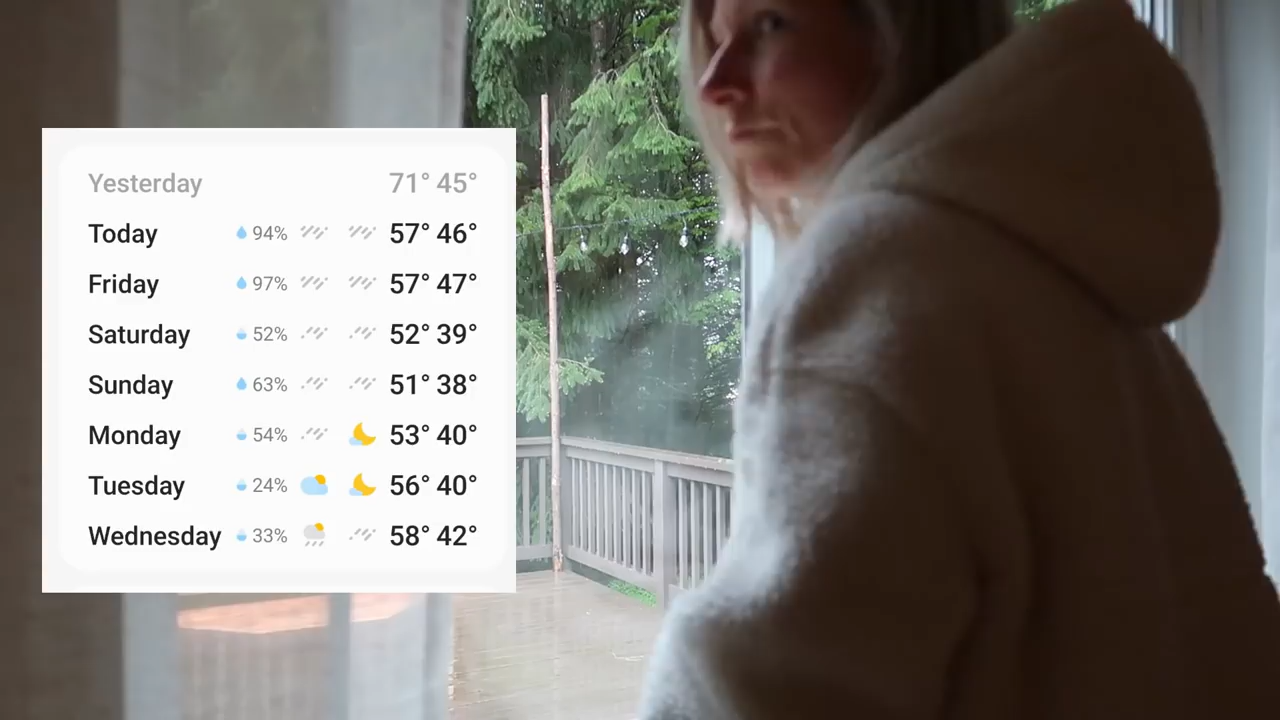 Yesterday 71° 45°
Today 94% 57° 46°
Friday 97% 57° 47°
Saturday 52% 52° 39°
Sunday 63% 51° 38°
Monday 54% 53° 40°
Tuesday 24% 56° 40°
Wednesday 33% 58° 42°